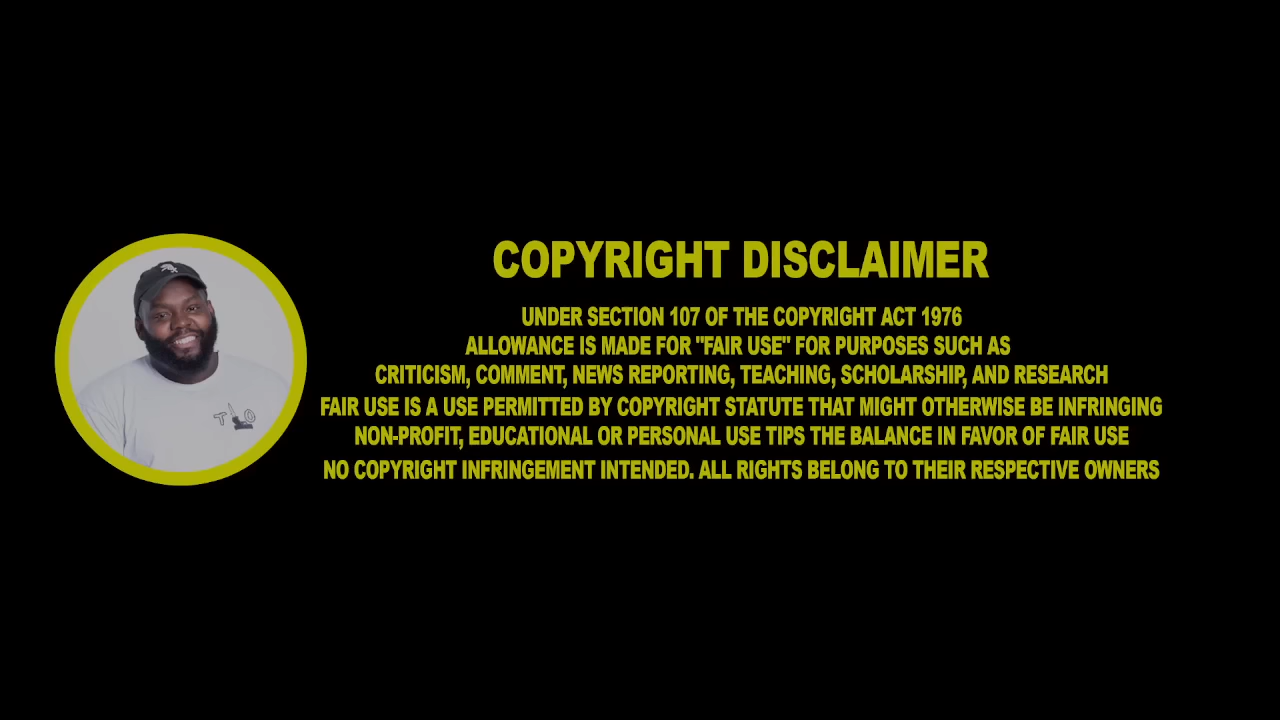 COPYRIGHT DISCLAIMER
UNDER SECTION 107 OF THE COPYRIGHT ACT 1976
ALLOWANCE IS MADE FOR "FAIR USE" FOR PURPOSES SUCH AS
CRITICISM, COMMENT, NEWS REPORTING, TEACHING, SCHOLARSHIP, AND RESEARCH
FAIR USE IS A USE PERMITTED BY COPYRIGHT STATUTE THAT MIGHT OTHERWISE BE INFRINGING
NON-PROFIT, EDUCATIONAL OR PERSONAL USE TIPS THE BALANCE IN FAVOR OF FAIR USE
NO COPYRIGHT INFRINGEMENT INTENDED. ALL RIGHTS BELONG TO THEIR RESPECTIVE OWNERS